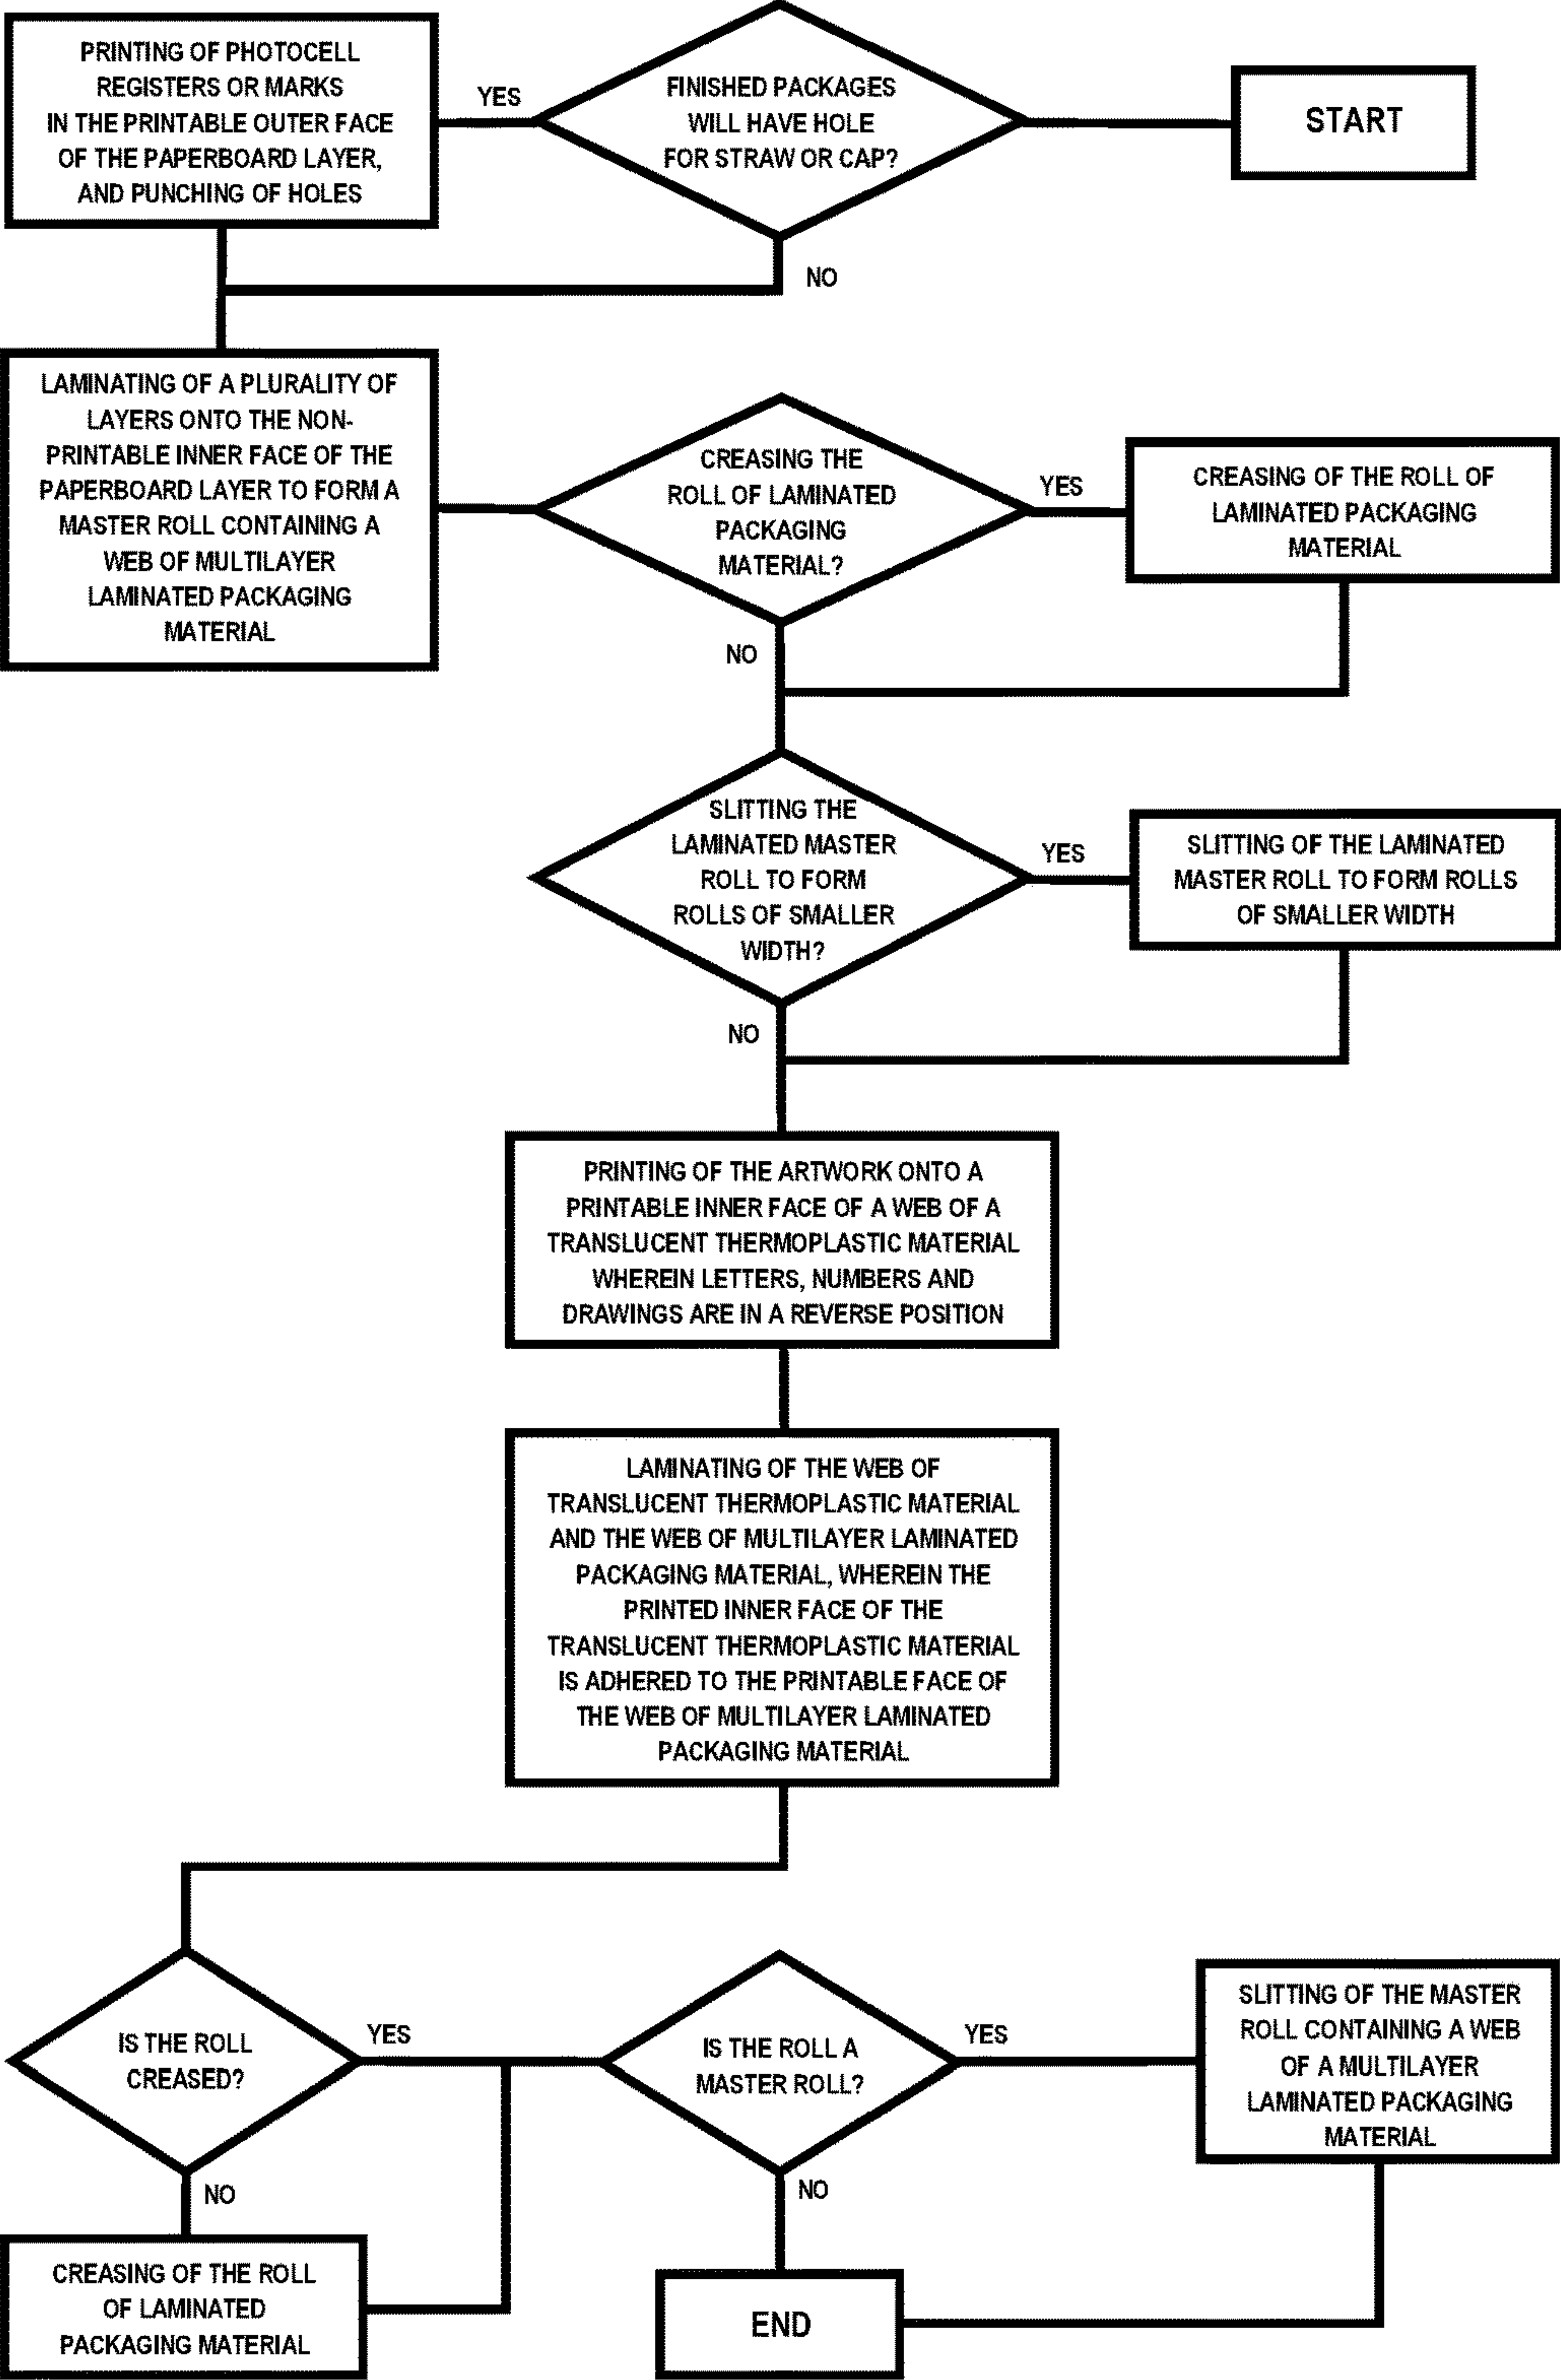 PRINTING OF PHOTOCELL
REGISTERS OR MARKS
IN THE PRINTABLE OUTER FACE
OF THE PAPERBOARD LAYER,
AND PUNCHING OF HOLES
YES
FINISHED PACKAGES
WILL HAVE HOLE
FOR STRAW OR CAP?
START
NO
LAMINATING OF A PLURALITY OF
LAYERS ONTO THE NON-
PRINTABLE INNER FACE OF THE
PAPERBOARD LAYER TO FORM A
MASTER ROLL CONTAINING A
WEB OF MULTILAYER
LAMINATED PACKAGING
MATERIAL
CREASING THE
ROLL OF LAMINATED
PACKAGING
MATERIAL?
YES
CREASING OF THE ROLL OF
LAMINATED PACKAGING
MATERIAL
NO
SLITTING THE
LAMINATED MASTER
ROLL TO FORM
ROLLS OF SMALLER
WIDTH?
YES
SLITTING OF THE LAMINATED
MASTER ROLL TO FORM ROLLS
OF SMALLER WIDTH
NO
PRINTING OF THE ARTWORK ONTO A
PRINTABLE INNER FACE OF A WEB OF A
TRANSLUCENT THERMOPLASTIC MATERIAL
WHEREIN LETTERS, NUMBERS AND
DRAWINGS ARE IN A REVERSE POSITION
LAMINATING OF THE WEB OF
TRANSLUCENT THERMOPLASTIC MATERIAL
AND THE WEB OF MULTILAYER LAMINATED
PACKAGING MATERIAL, WHEREIN THE
PRINTED INNER FACE OF THE
TRANSLUCENT THERMOPLASTIC MATERIAL
IS ADHERED TO THE PRINTABLE FACE OF
THE WEB OF MULTILAYER LAMINATED
PACKAGING MATERIAL
IS THE ROLL
CREASED?
YES
IS THE ROLL A
MASTER ROLL?
YES
SLITTING OF THE MASTER
ROLL CONTAINING A WEB
OF A MULTILAYER
LAMINATED PACKAGING
MATERIAL
NO
NO
CREASING OF THE ROLL
OF LAMINATED
PACKAGING MATERIAL
END